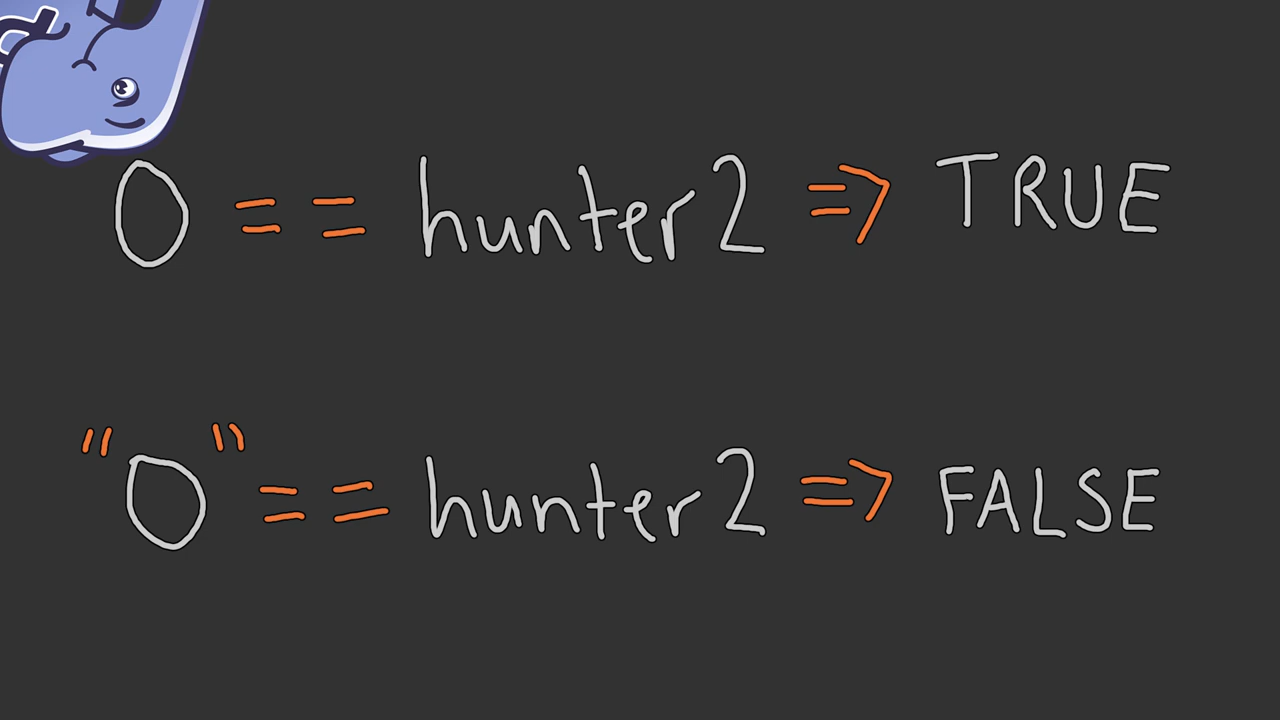 0 == hunter2 => TRUE
"0" == hunter2 => FALSE